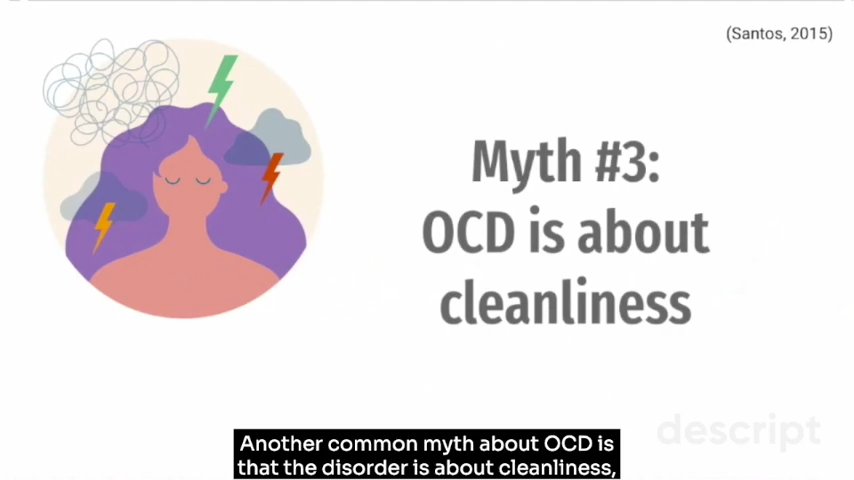 (Santos, 2015)
Myth #3:
OCD is about
cleanliness
descript
Another common myth about OCD is
that the disorder is about cleanliness,